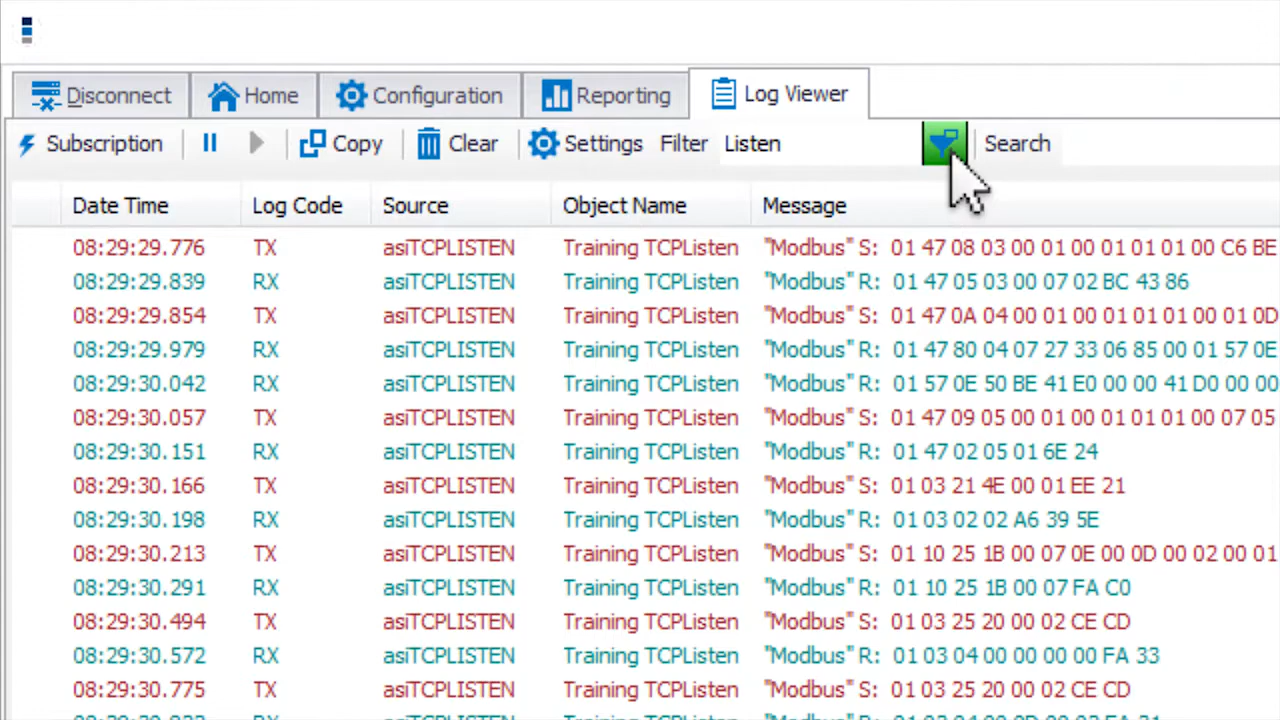 Disconnect Home Configuration Reporting Log Viewer
Subscription Copy Clear Settings Filter Listen Search
Date Time Log Code Source Object Name Message
08:29:29.776 TX asiTCPLISTEN Training TCPListen "Modbus" S: 01 47 08 03 00 01 00 01 01 01 00 C6 BE
08:29:29.839 RX asiTCPLISTEN Training TCPListen "Modbus" R: 01 47 05 03 00 07 02 BC 43 86
08:29:29.854 TX asiTCPLISTEN Training TCPListen "Modbus" S: 01 47 0A 04 00 01 00 01 01 01 00 01 0D
08:29:29.979 RX asiTCPLISTEN Training TCPListen "Modbus" R: 01 47 80 04 07 27 33 06 85 00 01 57 0E
08:29:30.042 RX asiTCPLISTEN Training TCPListen "Modbus" R: 01 57 0E 50 BE 41 E0 00 00 41 D0 00 00
08:29:30.057 TX asiTCPLISTEN Training TCPListen "Modbus" S: 01 47 09 05 00 01 00 01 01 01 00 07 05
08:29:30.151 RX asiTCPLISTEN Training TCPListen "Modbus" R: 01 47 02 05 01 6E 24
08:29:30.166 TX asiTCPLISTEN Training TCPListen "Modbus" S: 01 03 21 4E 00 01 EE 21
08:29:30.198 RX asiTCPLISTEN Training TCPListen "Modbus" R: 01 03 02 02 A6 39 5E
08:29:30.213 TX asiTCPLISTEN Training TCPListen "Modbus" S: 01 10 25 1B 00 07 0E 00 0D 00 02 00 01
08:29:30.291 RX asiTCPLISTEN Training TCPListen "Modbus" R: 01 10 25 1B 00 07 FA C0
08:29:30.494 TX asiTCPLISTEN Training TCPListen "Modbus" S: 01 03 25 20 00 02 CE CD
08:29:30.572 RX asiTCPLISTEN Training TCPListen "Modbus" R: 01 03 04 00 00 00 00 FA 33
08:29:30.775 TX asiTCPLISTEN Training TCPListen "Modbus" S: 01 03 25 20 00 02 CE CD